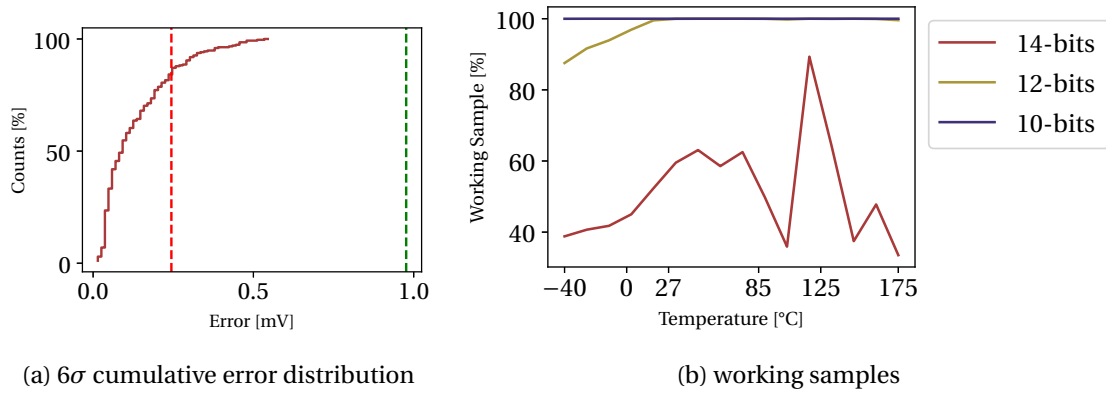 100
50
0
Counts [%]
0.0 0.5 1.0
Error [mV]
(a) 6σ cumulative error distribution
100
80
60
40
Working Sample [%]
−40 0 27 85 125 175
Temperature [°C]
(b) working samples
14-bits
12-bits
10-bits